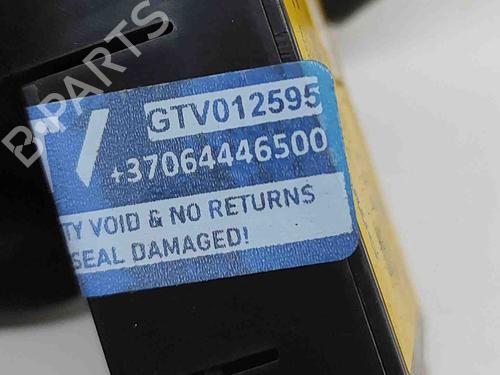 B-PARTS
GTV012595
+37064446500
TY VOID & NO RETURNS
SEAL DAMAGED!